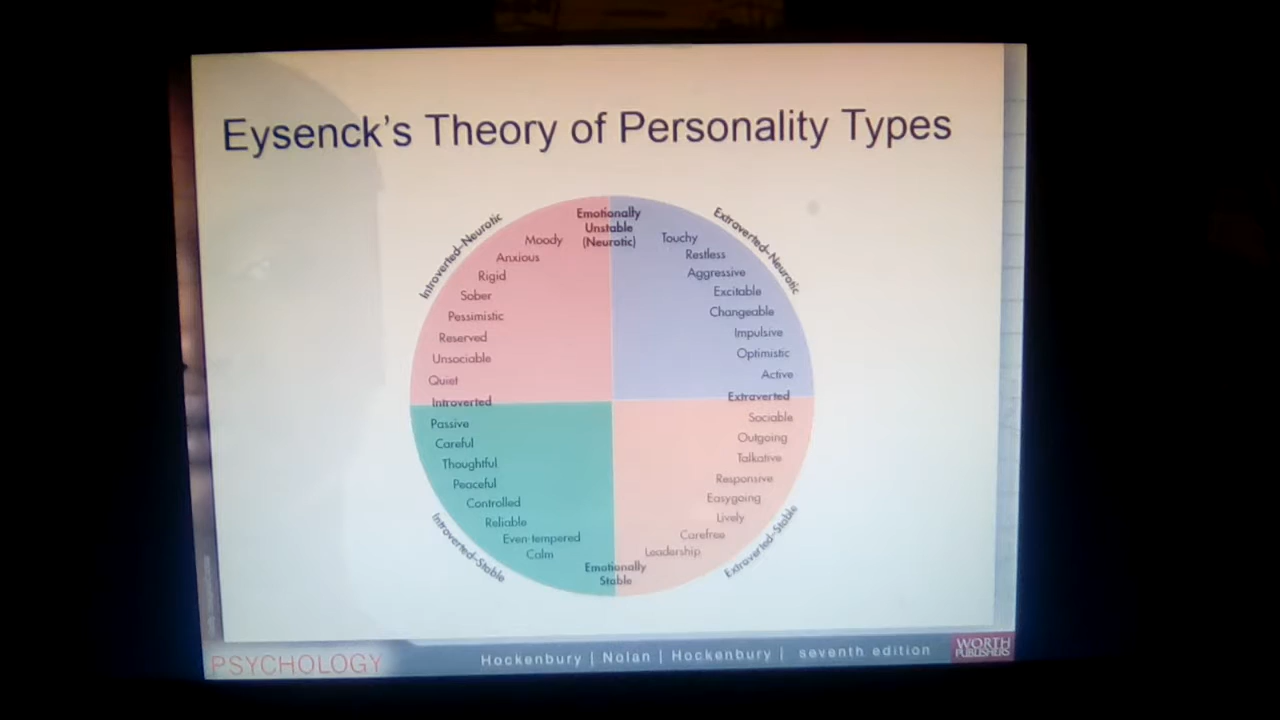 Eysenck's Theory of Personality Types
Emotionally
Unstable
(Neurotic)
Introverted–Neurotic
Moody
Anxious
Rigid
Sober
Pessimistic
Reserved
Unsociable
Quiet
Introverted
Extraverted–Neurotic
Touchy
Restless
Aggressive
Excitable
Changeable
Impulsive
Optimistic
Active
Extraverted
Passive
Careful
Thoughtful
Peaceful
Controlled
Reliable
Even-tempered
Calm
Introverted–Stable
Sociable
Outgoing
Talkative
Responsive
Easygoing
Lively
Carefree
Leadership
Extraverted–Stable
Emotionally
Stable
PSYCHOLOGY
Hockenbury | Nolan | Hockenbury | seventh edition
WORTH
PUBLISHERS